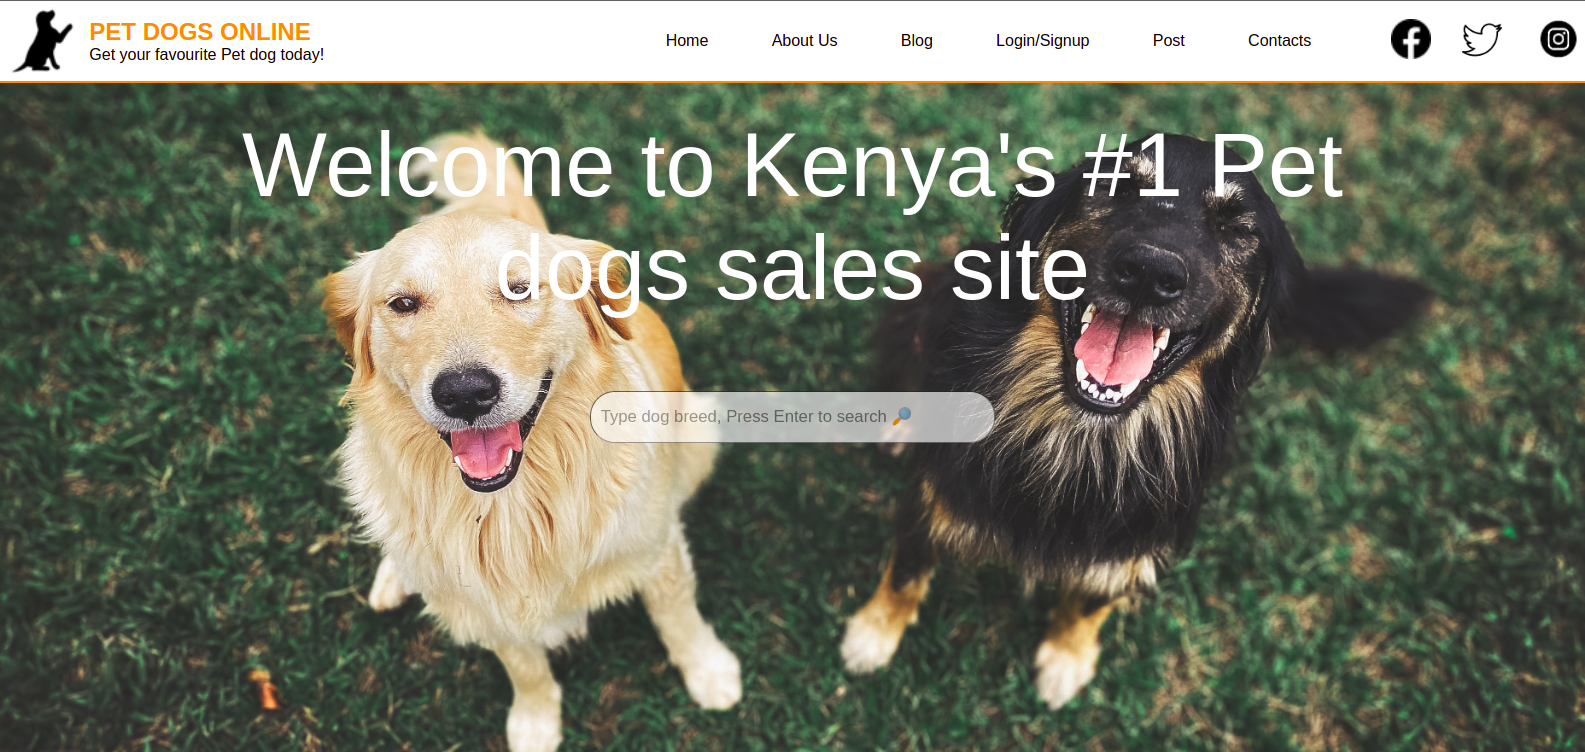 PET DOGS ONLINE
Get your favourite Pet dog today!
Home About Us Blog Login/Signup Post Contacts
Welcome to Kenya's #1 Pet
dogs sales site
Type dog breed, Press Enter to search 🔎